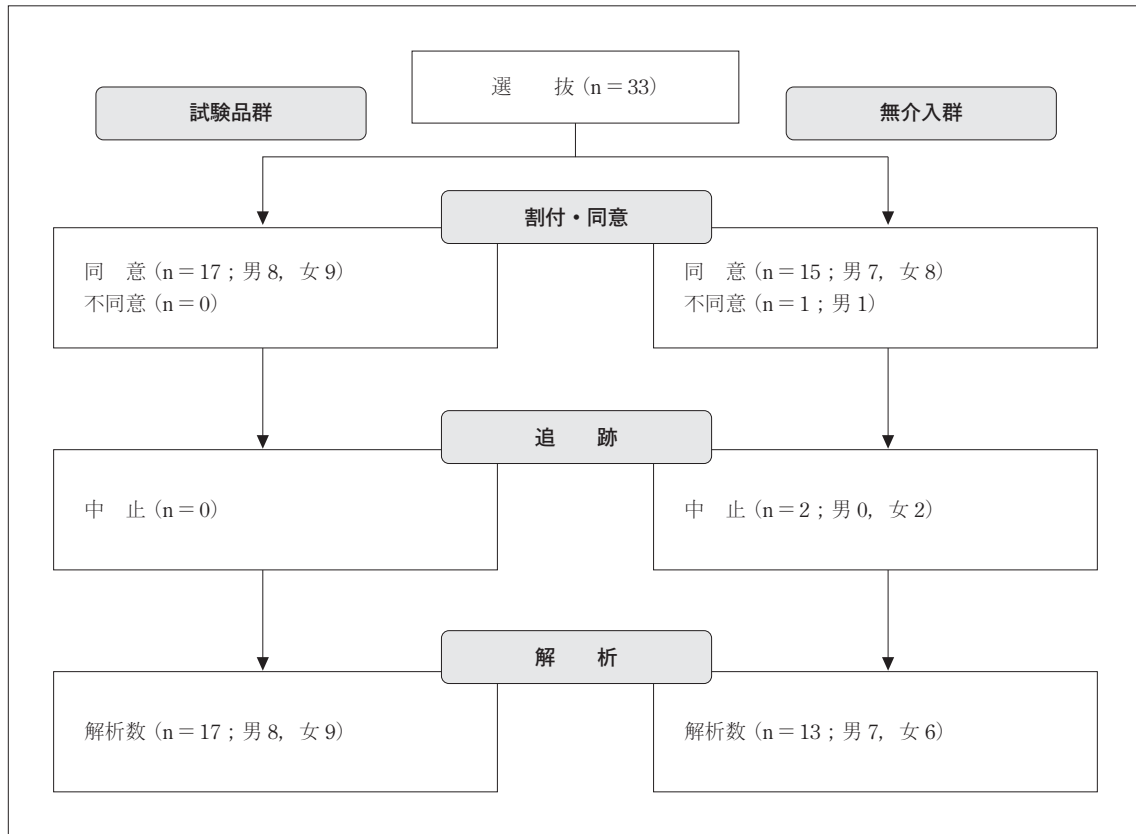 選　抜 (n = 33)
試験品群
無介入群
割付・同意
同　意 (n = 17 ; 男 8, 女 9)
不同意 (n = 0)
同　意 (n = 15 ; 男 7, 女 8)
不同意 (n = 1 ; 男 1)
追　跡
中　止 (n = 0)
中　止 (n = 2 ; 男 0, 女 2)
解　析
解析数 (n = 17 ; 男 8, 女 9)
解析数 (n = 13 ; 男 7, 女 6)